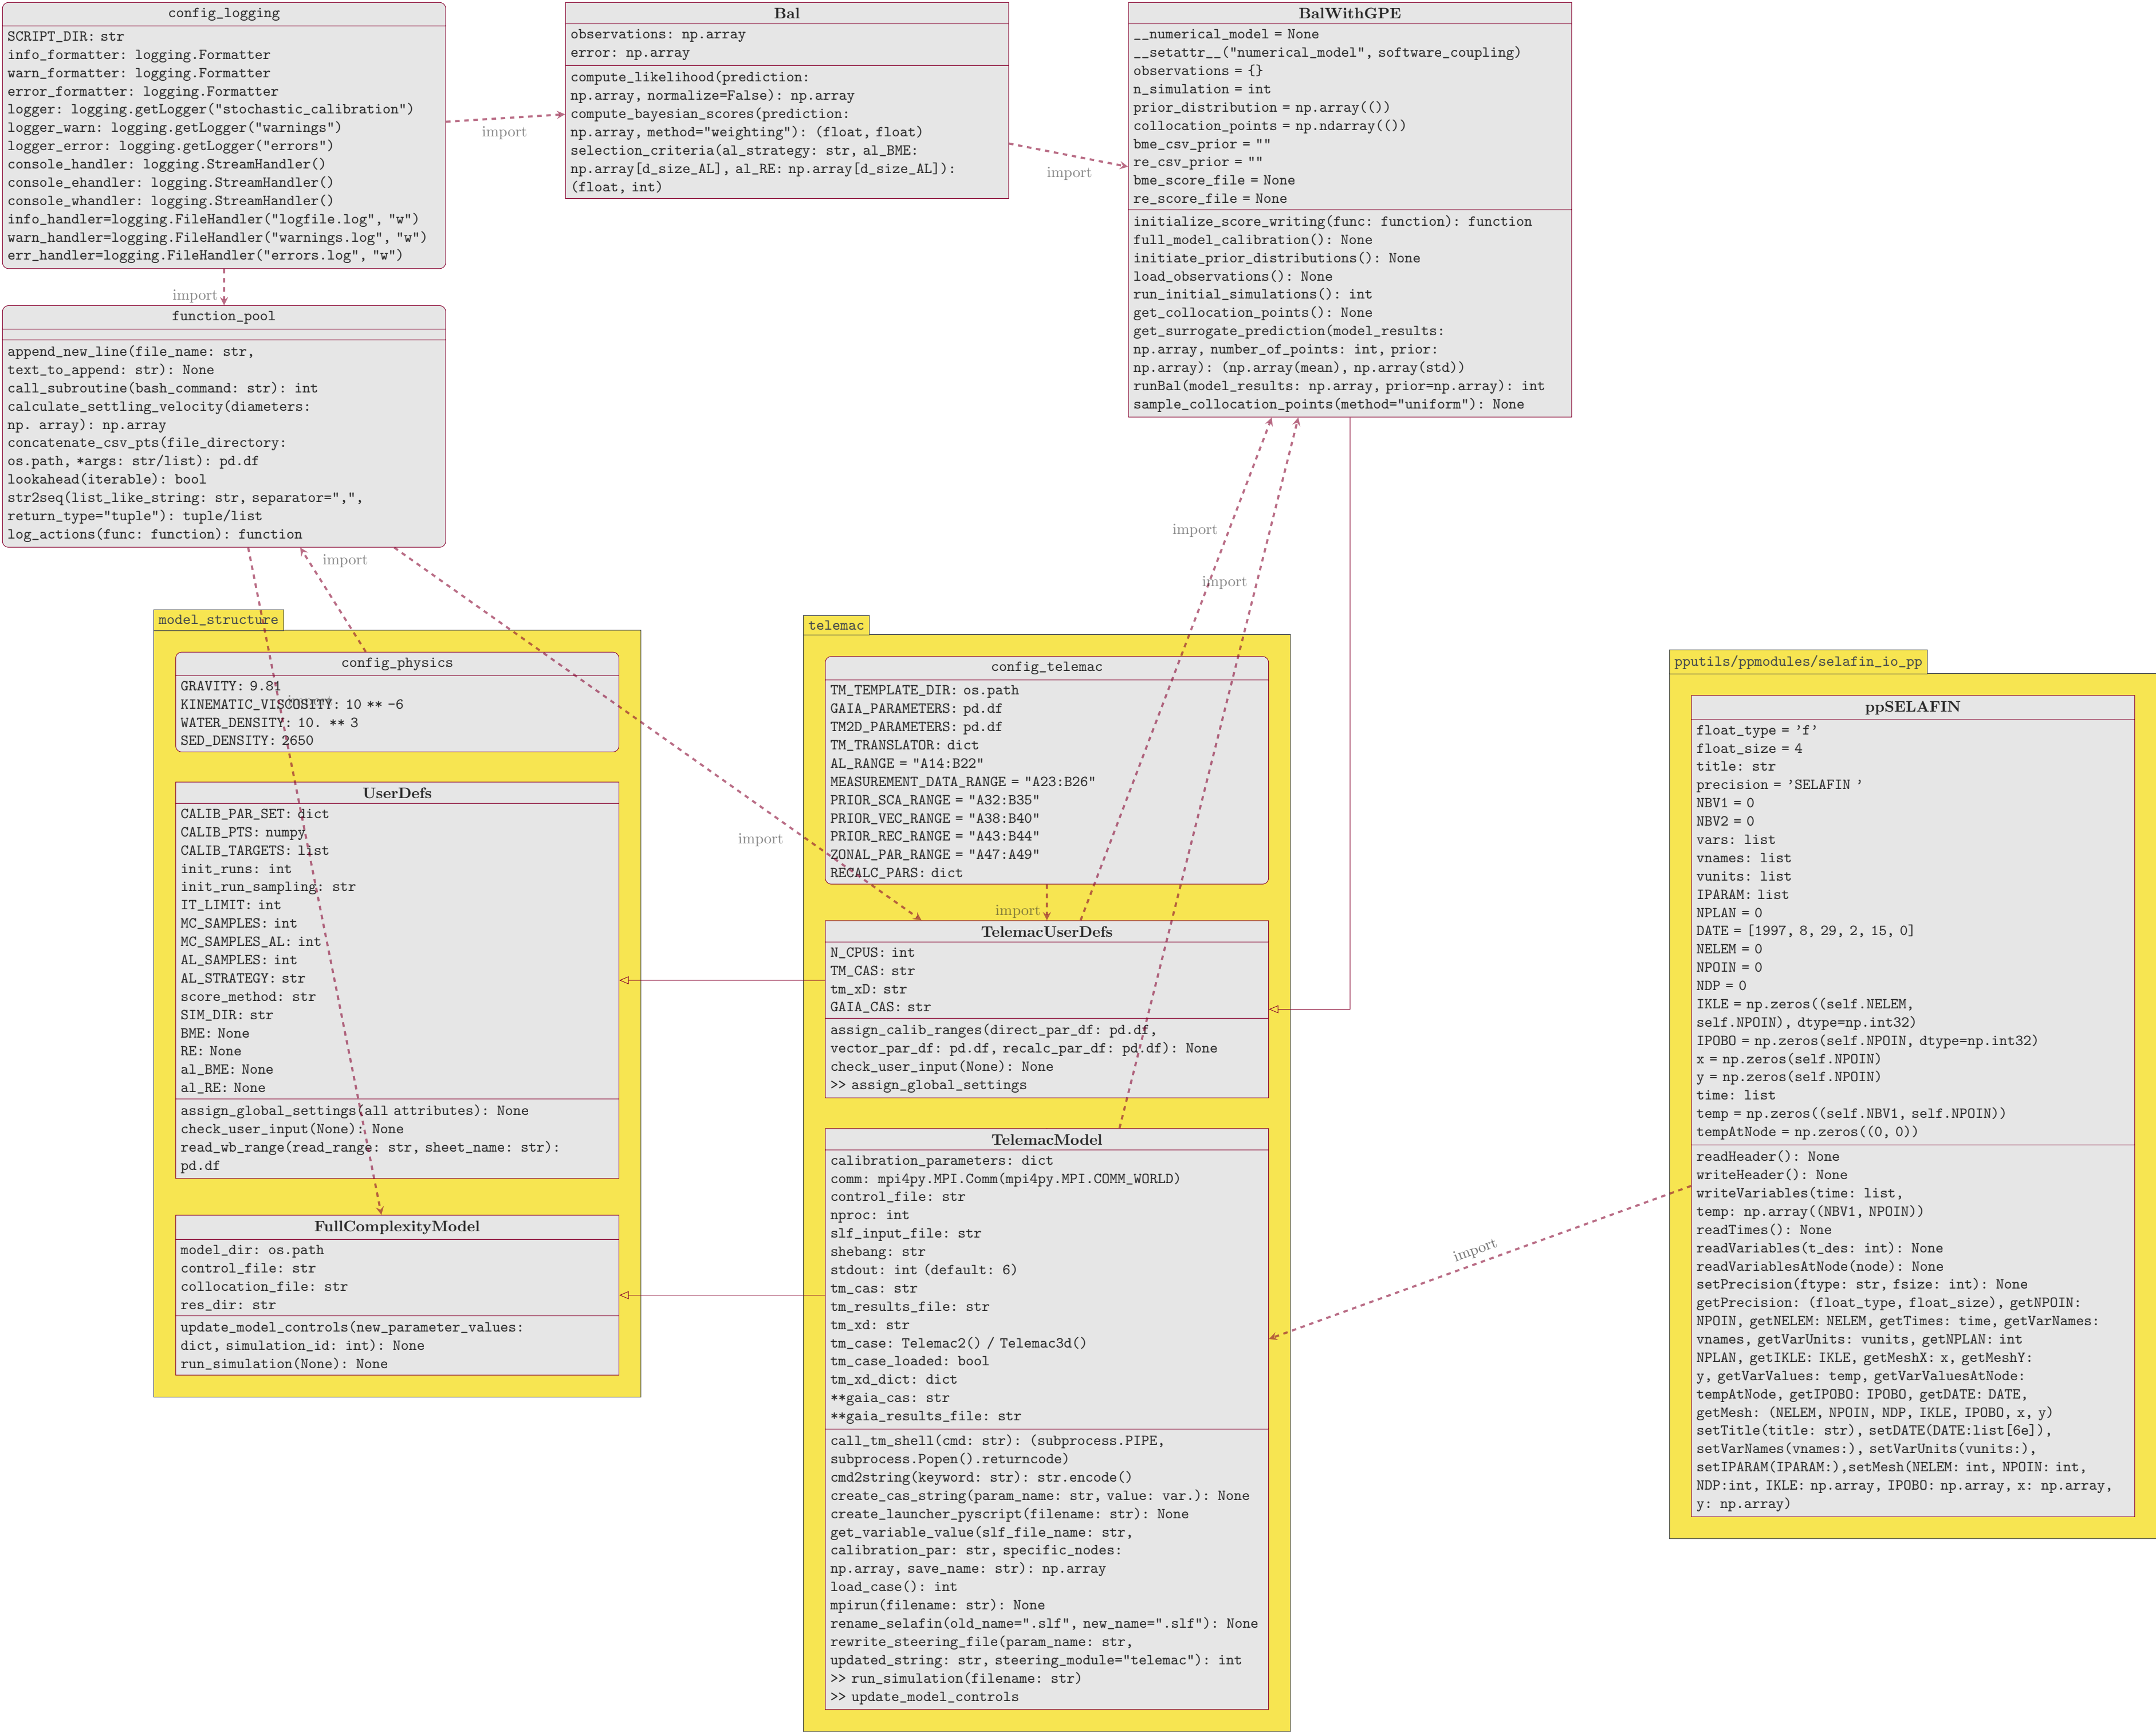 config_logging
SCRIPT_DIR: str
info_formatter: logging.Formatter
warn_formatter: logging.Formatter
error_formatter: logging.Formatter
logger: logging.getLogger("stochastic_calibration")
logger_warn: logging.getLogger("warnings")
logger_error: logging.getLogger("errors")
console_handler: logging.StreamHandler()
console_ehandler: logging.StreamHandler()
console_whandler: logging.StreamHandler()
info_handler=logging.FileHandler("logfile.log", "w")
warn_handler=logging.FileHandler("warnings.log", "w")
err_handler=logging.FileHandler("errors.log", "w")
import
Bal
observations: np.array
error: np.array
compute_likelihood(prediction:
np.array, normalize=False): np.array
compute_bayesian_scores(prediction:
np.array, method="weighting"): (float, float)
selection_criteria(al_strategy: str, al_BME:
np.array[d_size_AL], al_RE: np.array[d_size_AL]):
(float, int)
import
BalWithGPE
__numerical_model = None
__setattr__("numerical_model", software_coupling)
observations = {}
n_simulation = int
prior_distribution = np.array(())
collocation_points = np.ndarray(())
bme_csv_prior = ""
re_csv_prior = ""
bme_score_file = None
re_score_file = None
initialize_score_writing(func: function): function
full_model_calibration(): None
initiate_prior_distributions(): None
load_observations(): None
run_initial_simulations(): int
get_collocation_points(): None
get_surrogate_prediction(model_results:
np.array, number_of_points: int, prior:
np.array): (np.array(mean), np.array(std))
runBal(model_results: np.array, prior=np.array): int
sample_collocation_points(method="uniform"): None
import
function_pool
append_new_line(file_name: str,
text_to_append: str): None
call_subroutine(bash_command: str): int
calculate_settling_velocity(diameters:
np. array): np.array
concatenate_csv_pts(file_directory:
os.path, *args: str/list): pd.df
lookahead(iterable): bool
str2seq(list_like_string: str, separator=",",
return_type="tuple"): tuple/list
log_actions(func: function): function
import
import
import
model_structure
config_physics
GRAVITY: 9.81
import
KINEMATIC_VISCOSITY: 10 ** -6
WATER_DENSITY: 10. ** 3
SED_DENSITY: 2650
UserDefs
CALIB_PAR_SET: dict
CALIB_PTS: numpy
CALIB_TARGETS: list
init_runs: int
init_run_sampling: str
IT_LIMIT: int
MC_SAMPLES: int
MC_SAMPLES_AL: int
AL_SAMPLES: int
AL_STRATEGY: str
score_method: str
SIM_DIR: str
BME: None
RE: None
al_BME: None
al_RE: None
assign_global_settings(all attributes): None
check_user_input(None): None
read_wb_range(read_range: str, sheet_name: str):
pd.df
FullComplexityModel
model_dir: os.path
control_file: str
collocation_file: str
res_dir: str
update_model_controls(new_parameter_values:
dict, simulation_id: int): None
run_simulation(None): None
import
telemac
config_telemac
TM_TEMPLATE_DIR: os.path
GAIA_PARAMETERS: pd.df
TM2D_PARAMETERS: pd.df
TM_TRANSLATOR: dict
AL_RANGE = "A14:B22"
MEASUREMENT_DATA_RANGE = "A23:B26"
PRIOR_SCA_RANGE = "A32:B35"
PRIOR_VEC_RANGE = "A38:B40"
PRIOR_REC_RANGE = "A43:B44"
ZONAL_PAR_RANGE = "A47:A49"
RECALC_PARS: dict
import
TelemacUserDefs
N_CPUS: int
TM_CAS: str
tm_xD: str
GAIA_CAS: str
assign_calib_ranges(direct_par_df: pd.df,
vector_par_df: pd.df, recalc_par_df: pd.df): None
check_user_input(None): None
>> assign_global_settings
TelemacModel
calibration_parameters: dict
comm: mpi4py.MPI.Comm(mpi4py.MPI.COMM_WORLD)
control_file: str
nproc: int
slf_input_file: str
shebang: str
stdout: int (default: 6)
tm_cas: str
tm_results_file: str
tm_xd: str
tm_case: Telemac2() / Telemac3d()
tm_case_loaded: bool
tm_xd_dict: dict
**gaia_cas: str
**gaia_results_file: str
call_tm_shell(cmd: str): (subprocess.PIPE,
subprocess.Popen().returncode)
cmd2string(keyword: str): str.encode()
create_cas_string(param_name: str, value: var.): None
create_launcher_pyscript(filename: str): None
get_variable_value(slf_file_name: str,
calibration_par: str, specific_nodes:
np.array, save_name: str): np.array
load_case(): int
mpirun(filename: str): None
rename_selafin(old_name=".slf", new_name=".slf"): None
rewrite_steering_file(param_name: str,
updated_string: str, steering_module="telemac"): int
>> run_simulation(filename: str)
>> update_model_controls
import
pputils/ppmodules/selafin_io_pp
ppSELAFIN
float_type = 'f'
float_size = 4
title: str
precision = 'SELAFIN '
NBV1 = 0
NBV2 = 0
vars: list
vnames: list
vunits: list
IPARAM: list
NPLAN = 0
DATE = [1997, 8, 29, 2, 15, 0]
NELEM = 0
NPOIN = 0
NDP = 0
IKLE = np.zeros((self.NELEM,
self.NPOIN), dtype=np.int32)
IPOBO = np.zeros(self.NPOIN, dtype=np.int32)
x = np.zeros(self.NPOIN)
y = np.zeros(self.NPOIN)
time: list
temp = np.zeros((self.NBV1, self.NPOIN))
tempAtNode = np.zeros((0, 0))
readHeader(): None
writeHeader(): None
writeVariables(time: list,
temp: np.array((NBV1, NPOIN))
readTimes(): None
readVariables(t_des: int): None
readVariablesAtNode(node): None
setPrecision(ftype: str, fsize: int): None
getPrecision: (float_type, float_size), getNPOIN:
NPOIN, getNELEM: NELEM, getTimes: time, getVarNames:
vnames, getVarUnits: vunits, getNPLAN: int
NPLAN, getIKLE: IKLE, getMeshX: x, getMeshY:
y, getVarValues: temp, getVarValuesAtNode:
tempAtNode, getIPOBO: IPOBO, getDATE: DATE,
getMesh: (NELEM, NPOIN, NDP, IKLE, IPOBO, x, y)
setTitle(title: str), setDATE(DATE:list[6e]),
setVarNames(vnames:), setVarUnits(vunits:),
setIPARAM(IPARAM:),setMesh(NELEM: int, NPOIN: int,
NDP:int, IKLE: np.array, IPOBO: np.array, x: np.array,
y: np.array)